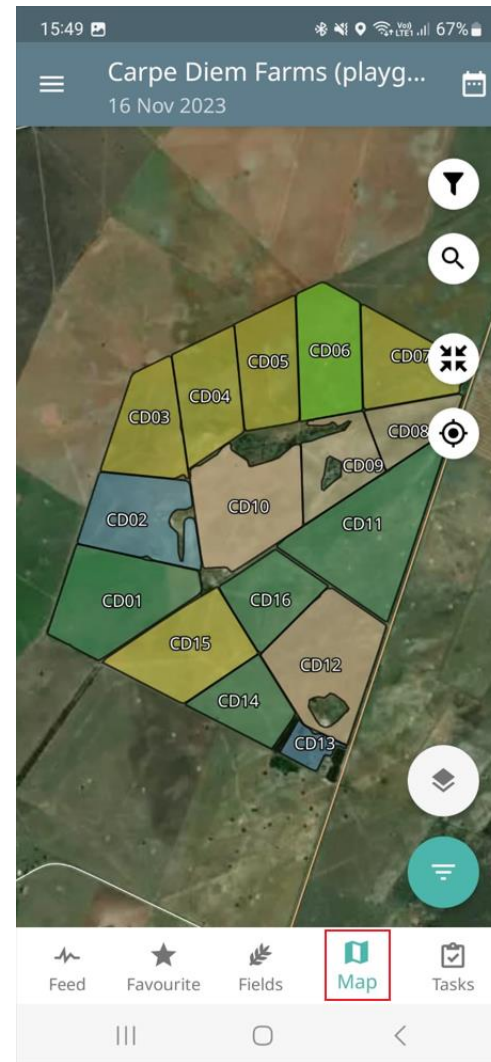 15:49 67%
Carpe Diem Farms (playg...
16 Nov 2023
CD06
CD05
CD07
CD04
CD03
CD08
CD09
CD10
CD02
CD11
CD01
CD16
CD15
CD12
CD14
CD13
Feed Favourite Fields Map Tasks